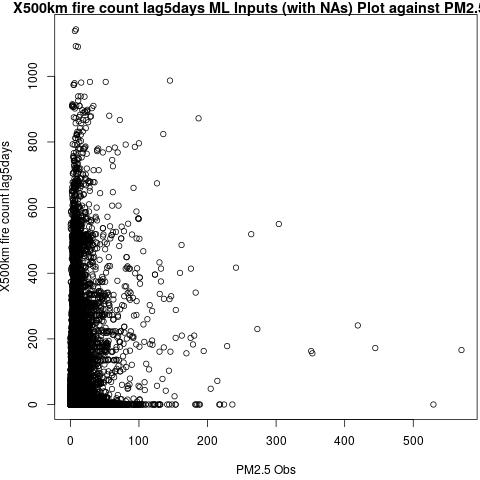 X500km fire count lag5days ML Inputs (with NAs) Plot against PM2.5
X500km fire count lag5days
1000
800
600
400
200
0
0 100 200 300 400 500
PM2.5 Obs